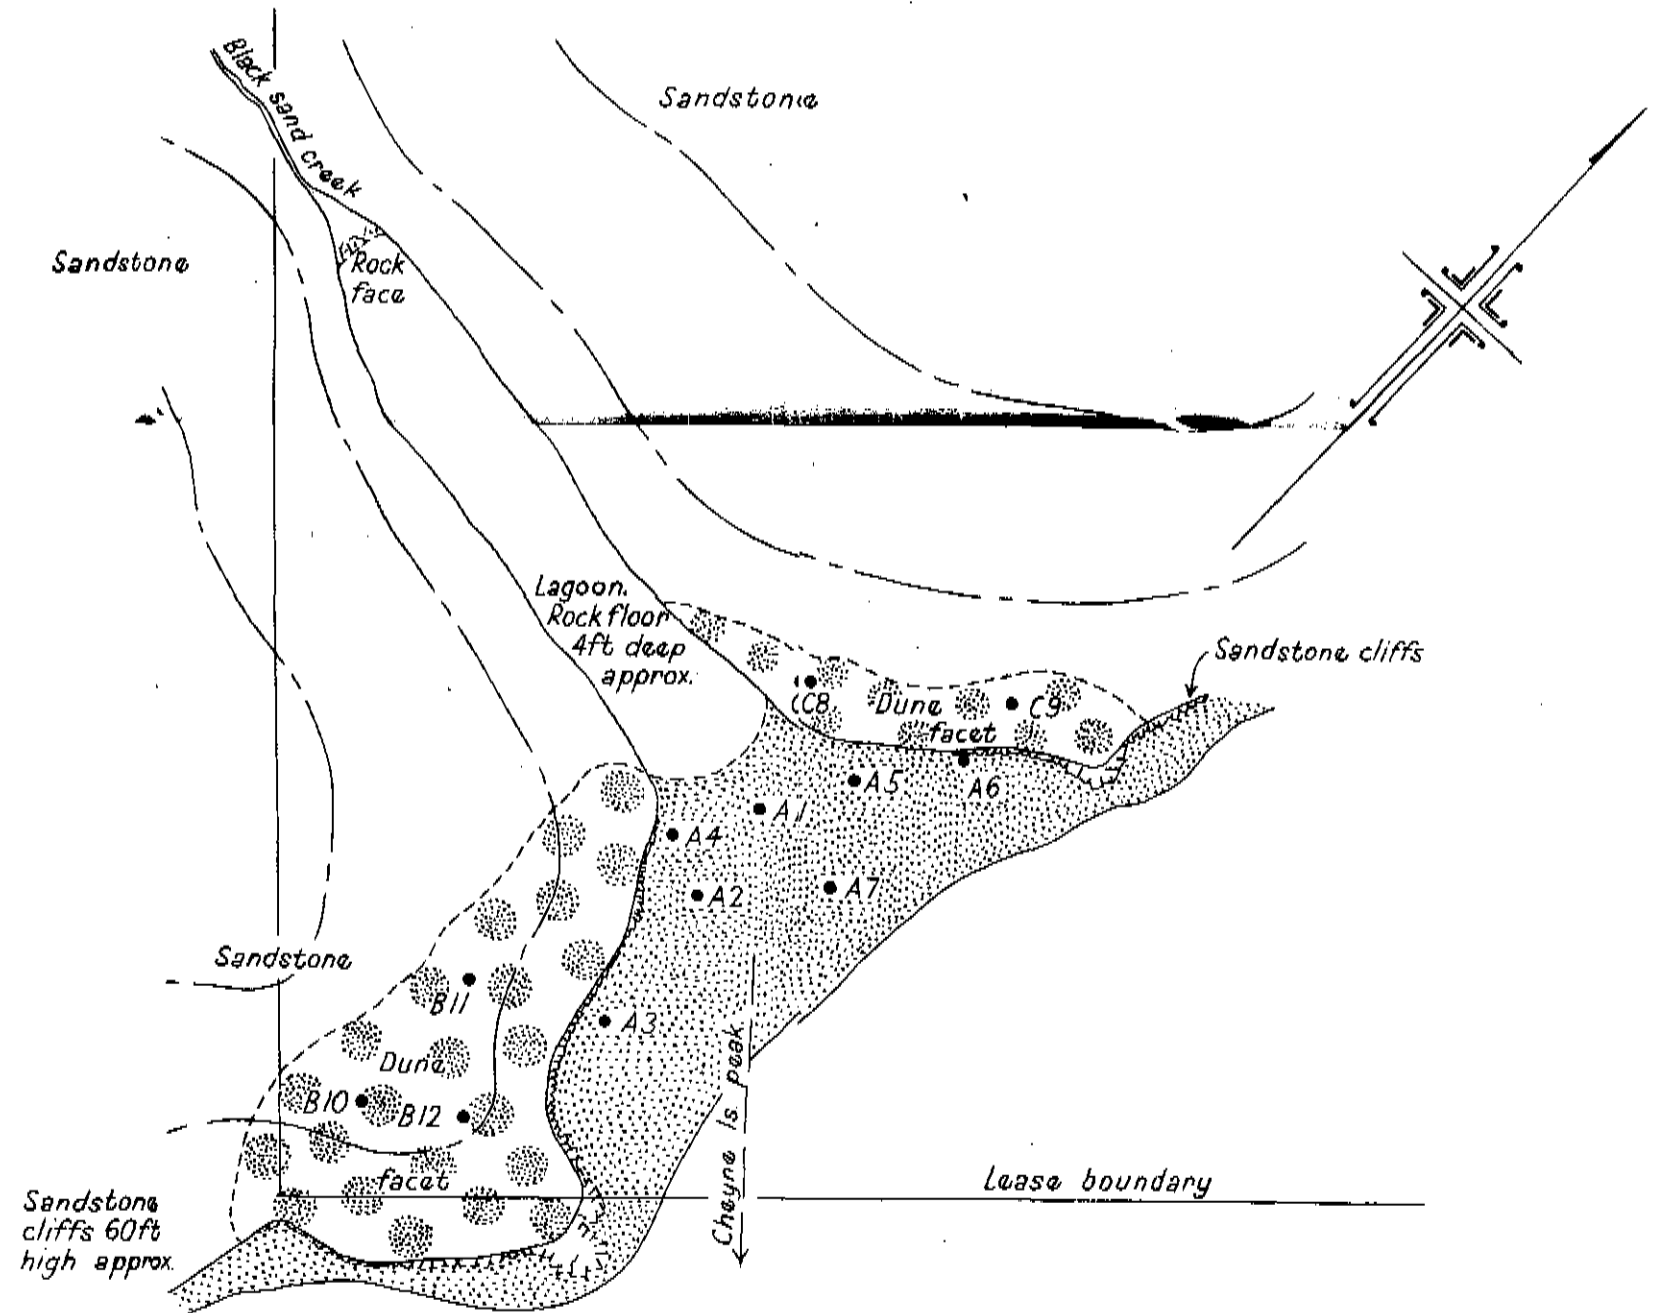 Black sand creek
Sandstone
Sandstone
Rock
face
Lagoon.
Rock floor
4ft deep
approx.
Sandstone cliffs
C8
Dune
facet
C9
A5
A6
A1
A4
A2
A7
Sandstone
B11
A3
Dune
B10
B12
facet
Cheyne Is peak
Lease boundary
Sandstone
cliffs 60ft
high approx.